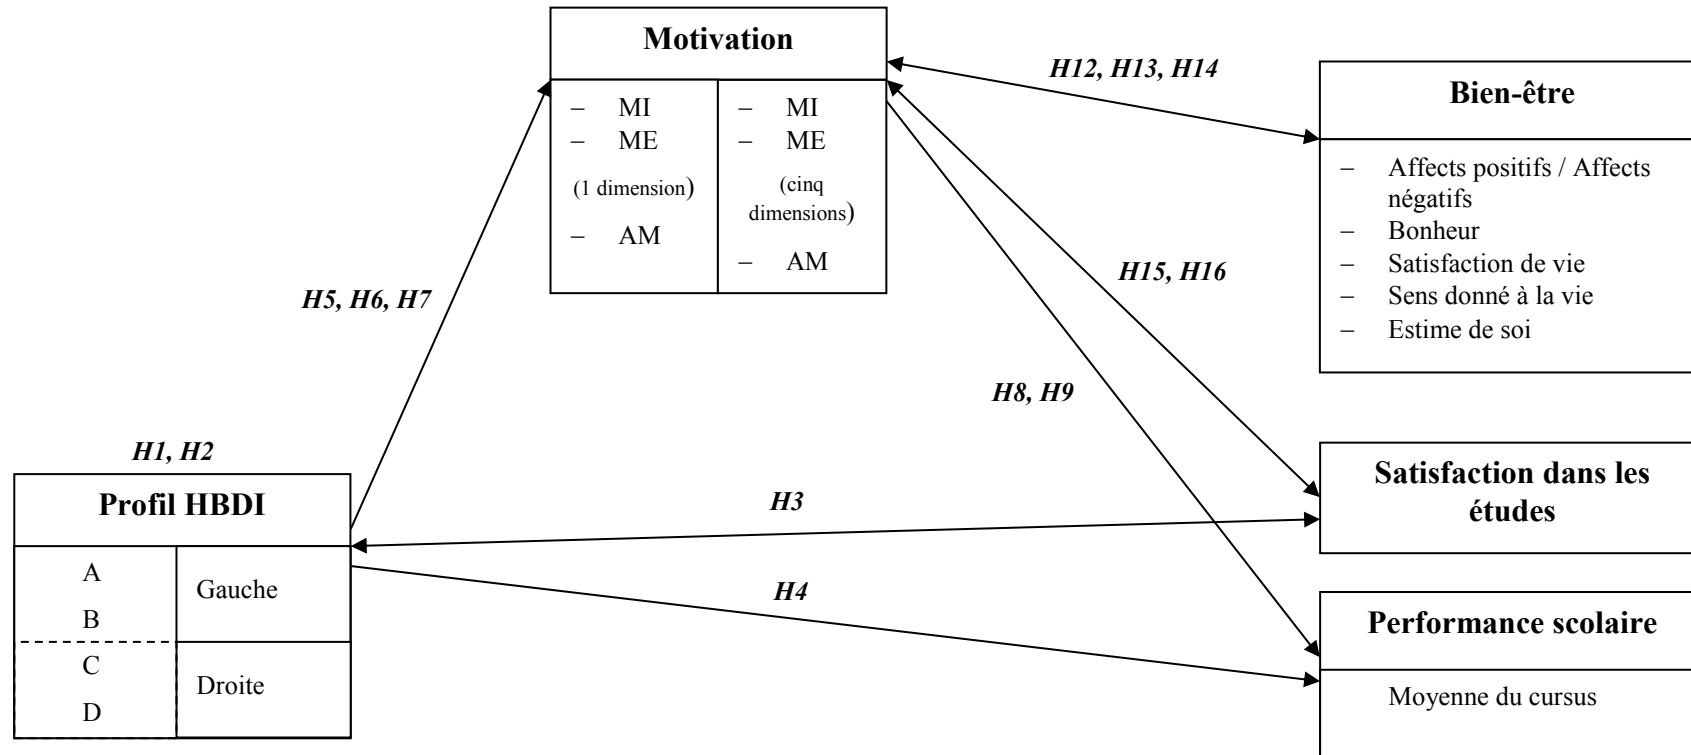 Motivation
– MI
– ME
(1 dimension)
– AM
– MI
– ME
(cinq
dimensions)
– AM
H12, H13, H14
Bien-être
– Affects positifs / Affects
négatifs
– Bonheur
– Satisfaction de vie
– Sens donné à la vie
– Estime de soi
H5, H6, H7
H15, H16
H8, H9
H1, H2
Profil HBDI
A
B
Gauche
C
D
Droite
H3
H4
Satisfaction dans les
études
Performance scolaire
Moyenne du cursus